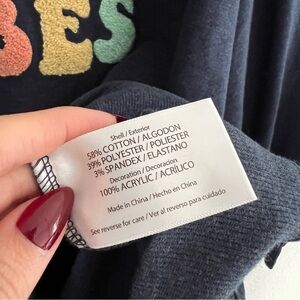 BES
Shell / Exterior
58% COTTON / ALGODON
39% POLYESTER / POLIESTER
3% SPANDEX / ELASTANO
Decoration / Decoracion
100% ACRYLIC / ACRÍLICO
Made in China / Hecho en China
See reverse for care / Ver al reverso para cuidado